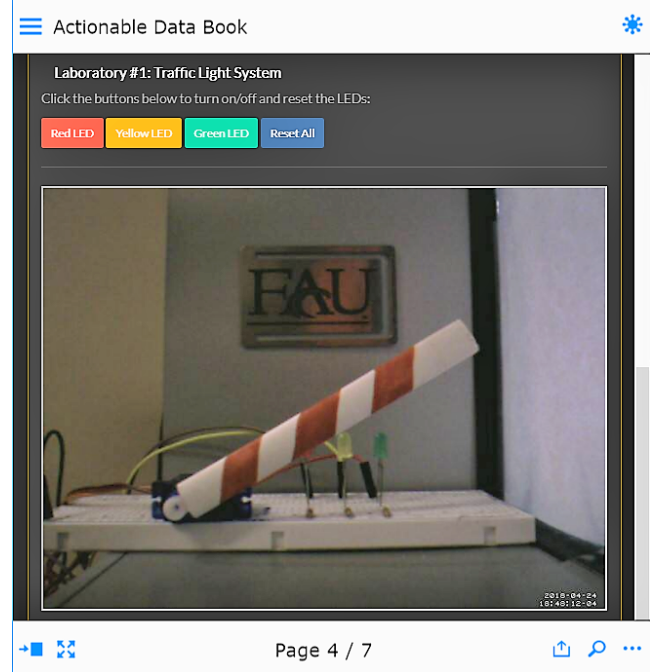 Actionable Data Book
Laboratory #1: Traffic Light System
Click the buttons below to turn on/off and reset the LEDs:
Red LED Yellow LED Green LED Reset All
FAU
2018-04-24
18:48:12-04
Page 4 / 7